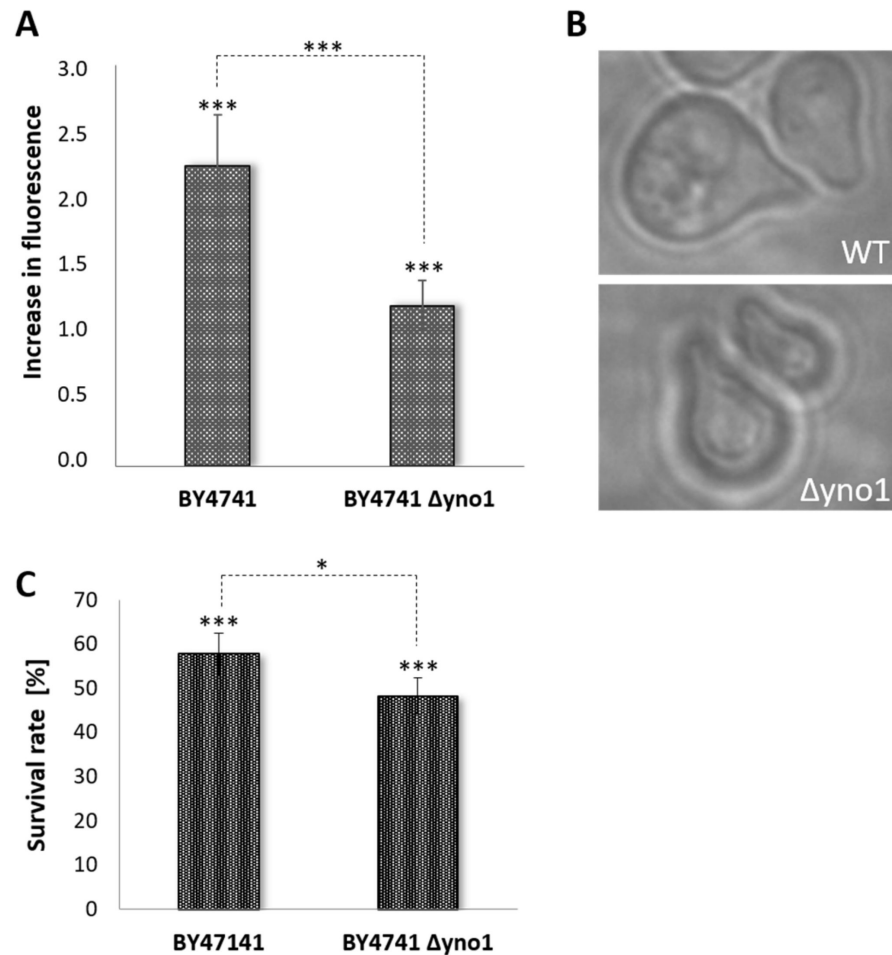 A
Increase in fluorescence
3.0
2.5
2.0
1.5
1.0
0.5
0.0
***
***
***
BY4741
BY4741 Δyno1
B
WT
Δyno1
C
Survival rate [%]
70
60
50
40
30
20
10
0
*
***
***
BY47141
BY4741 Δyno1